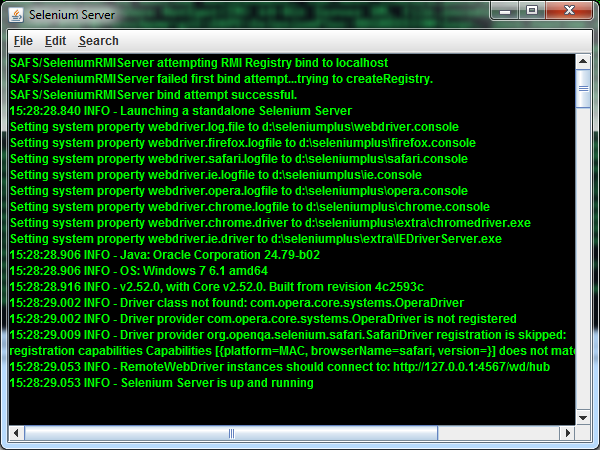 Selenium Server
File Edit Search
SAFS/SeleniumRMIServer attempting RMI Registry bind to localhost
SAFS/SeleniumRMIServer failed first bind attempt...trying to createRegistry.
SAFS/SeleniumRMIServer bind attempt successful.
15:28:28.840 INFO - Launching a standalone Selenium Server
Setting system property webdriver.log.file to d:\seleniumplus\webdriver.console
Setting system property webdriver.firefox.logfile to d:\seleniumplus\firefox.console
Setting system property webdriver.safari.logfile to d:\seleniumplus\safari.console
Setting system property webdriver.ie.logfile to d:\seleniumplus\ie.console
Setting system property webdriver.opera.logfile to d:\seleniumplus\opera.console
Setting system property webdriver.chrome.logfile to d:\seleniumplus\chrome.console
Setting system property webdriver.chrome.driver to d:\seleniumplus\extra\chromedriver.exe
Setting system property webdriver.ie.driver to d:\seleniumplus\extra\IEDriverServer.exe
15:28:28.906 INFO - Java: Oracle Corporation 24.79-b02
15:28:28.906 INFO - OS: Windows 7 6.1 amd64
15:28:28.916 INFO - v2.52.0, with Core v2.52.0. Built from revision 4c2593c
15:28:29.002 INFO - Driver class not found: com.opera.core.systems.OperaDriver
15:28:29.002 INFO - Driver provider com.opera.core.systems.OperaDriver is not registered
15:28:29.009 INFO - Driver provider org.openqa.selenium.safari.SafariDriver registration is skipped:
registration capabilities Capabilities [{platform=MAC, browserName=safari, version=}] does not mat
15:28:29.053 INFO - RemoteWebDriver instances should connect to: http://127.0.0.1:4567/wd/hub
15:28:29.053 INFO - Selenium Server is up and running